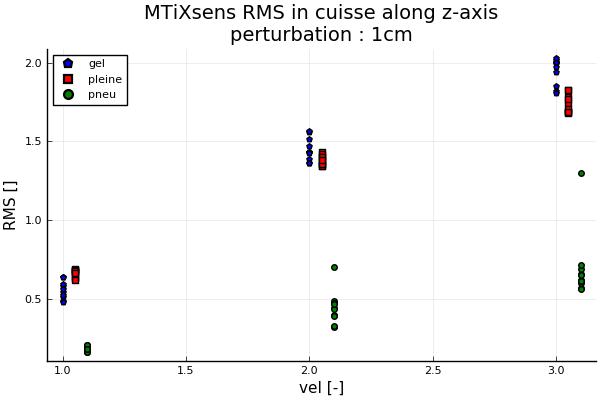 MTiXsens RMS in cuisse along z-axis
perturbation : 1cm
gel
pleine
pneu
2.0
1.5
1.0
0.5
RMS []
1.0
1.5
2.0
2.5
3.0
vel [-]